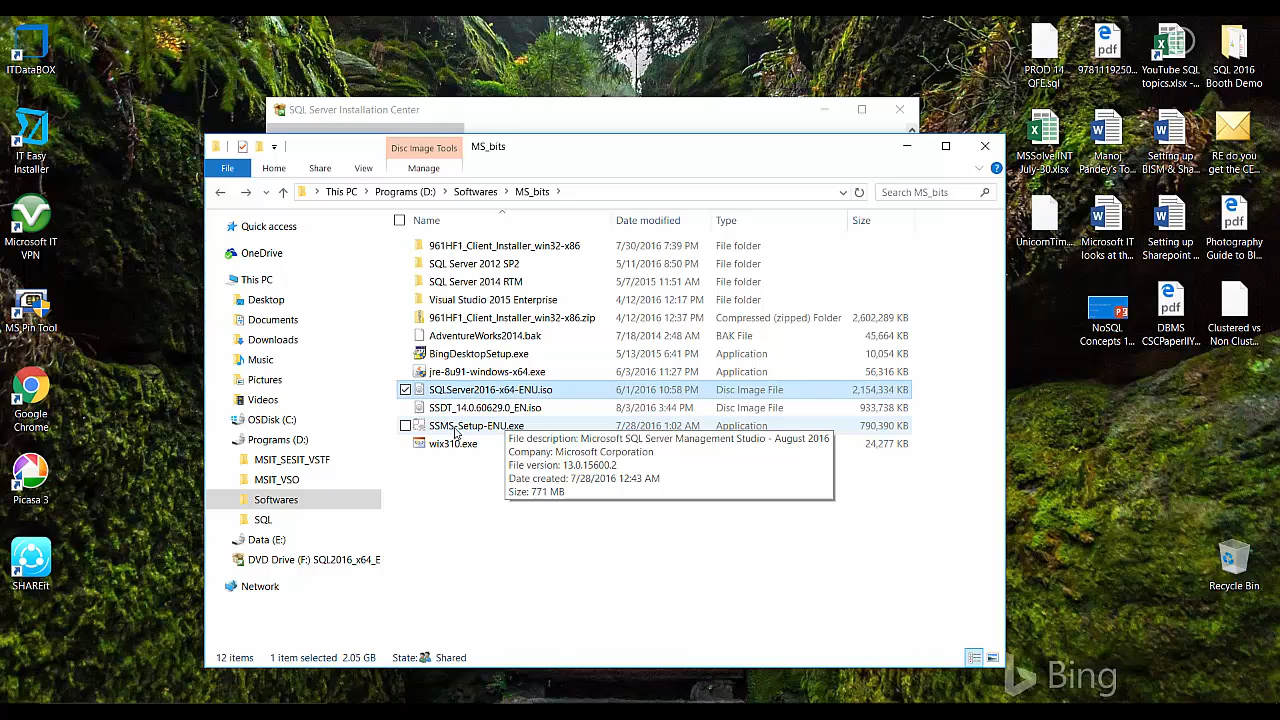 ITDataBOX
IT Easy
Installer
Microsoft IT
VPN
MS Pin Tool
Google
Chrome
Picasa 3
SHAREit
SQL Server Installation Center
Disc Image Tools
MS_bits
File
Home
Share
View
Manage
This PC
Programs (D:)
Softwares
MS_bits
Search MS_bits
Quick access
OneDrive
This PC
Desktop
Documents
Downloads
Music
Pictures
Videos
OSDisk (C:)
Programs (D:)
MSIT_SESIT_VSTF
MSIT_VSO
Softwares
SQL
Data (E:)
DVD Drive (F:) SQL2016_x64_E
Network
Name Date modified Type Size
961HF1_Client_Installer_win32-x86 7/30/2016 7:39 PM File folder
SQL Server 2012 SP2 5/11/2016 8:50 PM File folder
SQL Server 2014 RTM 5/7/2015 11:51 AM File folder
Visual Studio 2015 Enterprise 4/12/2016 12:17 PM File folder
961HF1_Client_Installer_win32-x86.zip 4/12/2016 12:37 PM Compressed (zipped) Folder 2,602,289 KB
AdventureWorks2014.bak 7/18/2014 2:48 AM BAK File 45,664 KB
BingDesktopSetup.exe 5/13/2015 6:41 PM Application 10,054 KB
jre-8u91-windows-x64.exe 6/3/2016 11:27 PM Application 56,316 KB
SQLServer2016-x64-ENU.iso 6/1/2016 10:58 PM Disc Image File 2,154,334 KB
SSDT_14.0.60629.0_EN.iso 8/3/2016 3:44 PM Disc Image File 933,738 KB
SSMS-Setup-ENU.exe 7/28/2016 1:02 AM Application 790,390 KB
wix310.exe 24,277 KB
File description: Microsoft SQL Server Management Studio - August 2016
Company: Microsoft Corporation
File version: 13.0.15600.2
Date created: 7/28/2016 12:43 AM
Size: 771 MB
12 items 1 item selected 2.05 GB State: Shared
PROD 14
QFE.sql
pdf
9781119250...
YouTube SQL
topics.xlsx -...
SQL 2016
Booth Demo
MSSolve INT
July-30.xlsx
Manoj
Pandey's To...
Setting up
BISM & Sha...
RE do you
get the CE...
UnicornTim...
Microsoft IT
looks at th...
Setting up
Sharepoint ...
pdf
Photography
Guide to BI...
NoSQL
Concepts 1...
pdf
DBMS
CSCPaperIIY...
Clustered vs
Non Clust...
Recycle Bin
Bing